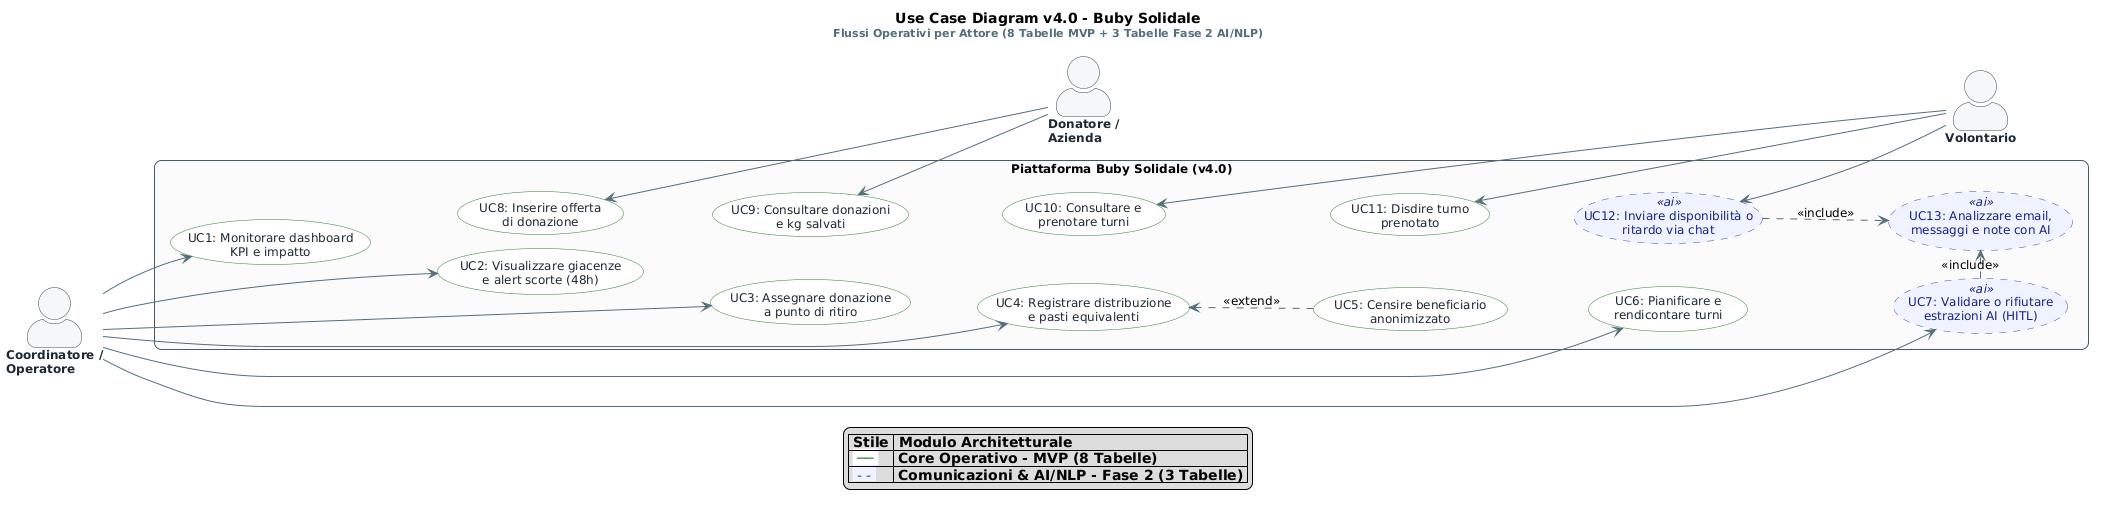 Use Case Diagram v4.0 - Buby Solidale
Flussi Operativi per Attore (8 Tabelle MVP + 3 Tabelle Fase 2 AI/NLP)
Donatore /
Azienda
Volontario
Piattaforma Buby Solidale (v4.0)
UC8: Inserire offerta
di donazione
UC9: Consultare donazioni
e kg salvati
UC10: Consultare e
prenotare turni
UC11: Disdire turno
prenotato
«ai»
UC12: Inviare disponibilità o
ritardo via chat
«include»
«ai»
UC13: Analizzare email,
messaggi e note con AI
UC1: Monitorare dashboard
KPI e impatto
UC2: Visualizzare giacenze
e alert scorte (48h)
«include»
UC3: Assegnare donazione
a punto di ritiro
UC4: Registrare distribuzione
e pasti equivalenti
«extend»
UC5: Censire beneficiario
anonimizzato
UC6: Pianificare e
rendicontare turni
«ai»
UC7: Validare o rifiutare
estrazioni AI (HITL)
Coordinatore /
Operatore
Stile Modulo Architetturale
Core Operativo - MVP (8 Tabelle)
-- Comunicazioni & AI/NLP - Fase 2 (3 Tabelle)